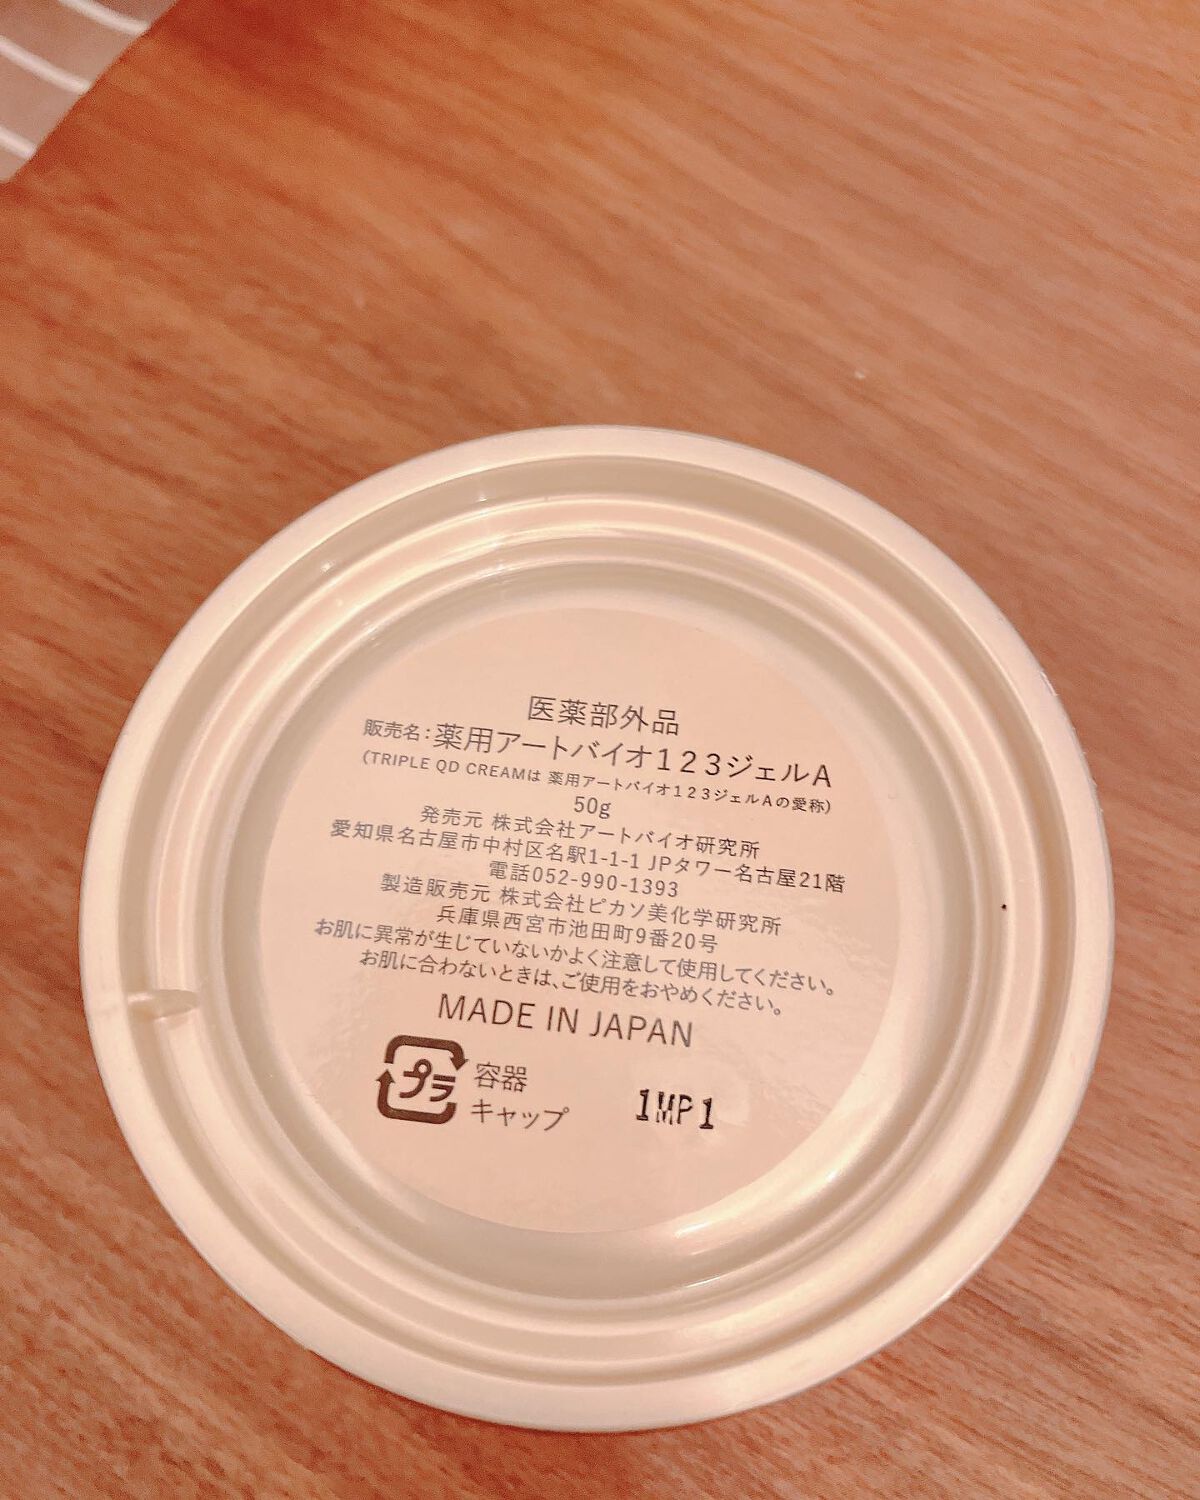 医薬部外品
販売名:薬用アートバイオ123ジェルA
(TRIPLE QD CREAMは 薬用アートバイオ123ジェルAの愛称)
50g
発売元 株式会社アートバイオ研究所
愛知県名古屋市中村区名駅1-1-1 JPタワー名古屋21階
電話052-990-1393
製造販売元 株式会社ピカソ美化学研究所
兵庫県西宮市池田町9番20号
お肌に異常が生じていないかよく注意して使用してください。
お肌に合わないときは、ご使用をおやめください。
MADE IN JAPAN
プラ 容器
キャップ
1MP1